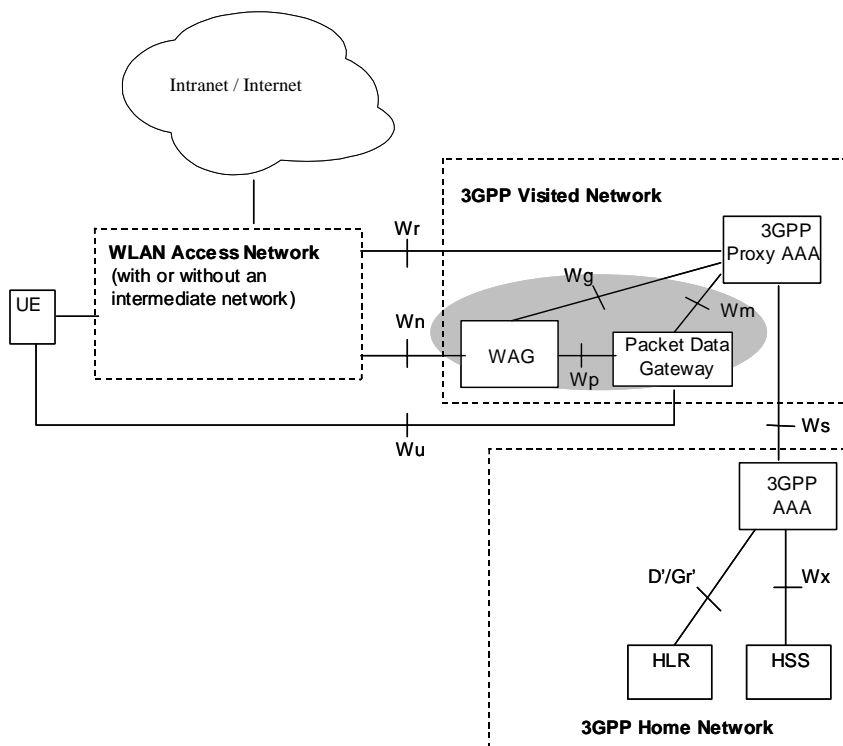 Intranet / Internet
3GPP Visited Network
Wr
3GPP
Proxy AAA
WLAN Access Network
(with or without an
intermediate network)
Wg
UE
Wn
Wm
WAG
Packet Data
Gateway
Wp
Wu
Ws
3GPP
AAA
D'/Gr'
Wx
HLR
HSS
3GPP Home Network